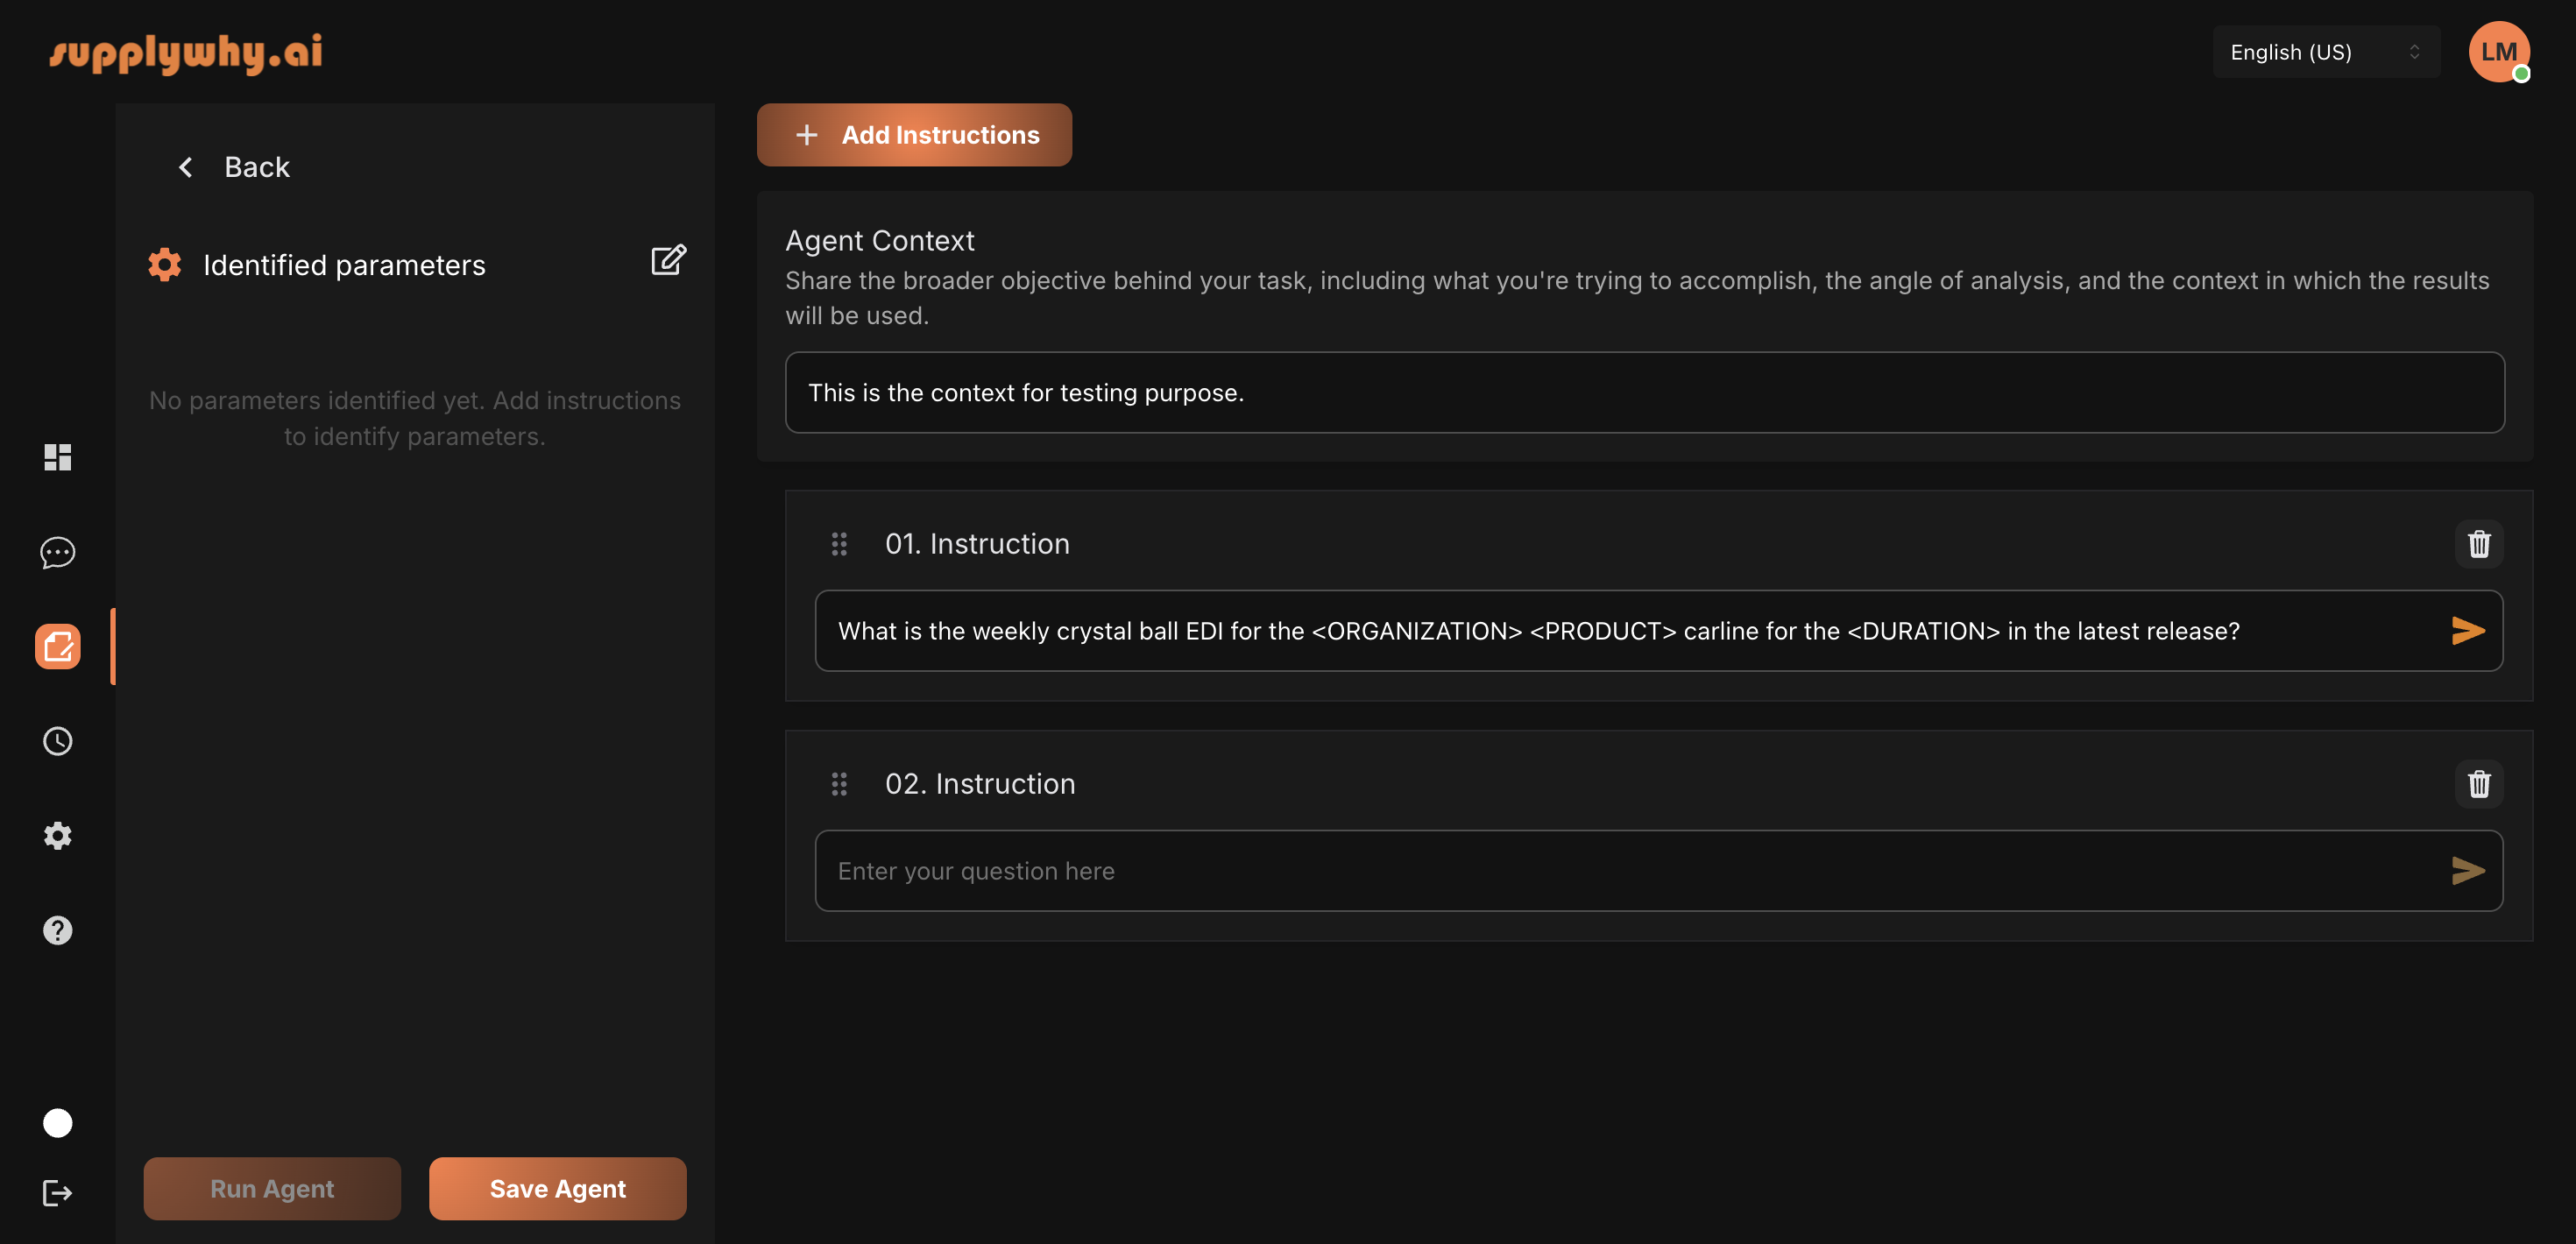 supplywhy.ai
English (US)
LM
Back
Identified parameters
No parameters identified yet. Add instructions
to identify parameters.
Run Agent
Save Agent
Add Instructions
Agent Context
Share the broader objective behind your task, including what you're trying to accomplish, the angle of analysis, and the context in which the results
will be used.
This is the context for testing purpose.
01. Instruction
What is the weekly crystal ball EDI for the <ORGANIZATION> <PRODUCT> carline for the <DURATION> in the latest release?
02. Instruction
Enter your question here